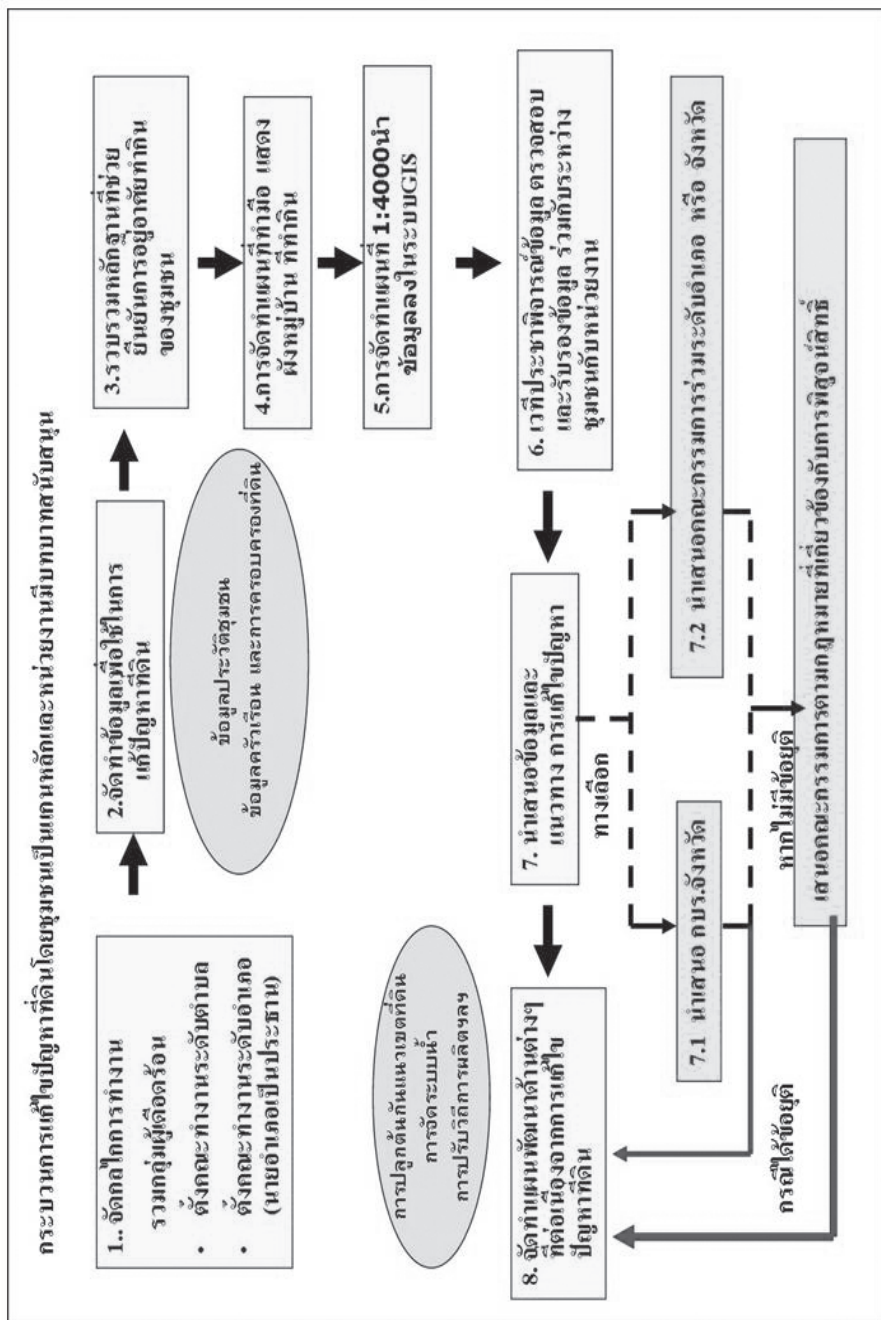 กระบวนการแก้ไขปัญหาที่ดินโดยชุมชนเป็นแกนหลักและหน่วยงานมีบทบาทสนับสนุน
1.. จัดกลไกการทำงาน
รวมกลุ่มผู้เดือดร้อน
• ตั้งคณะทำงานระดับตำบล
• ตั้งคณะทำงานระดับอำเภอ
(นายอำเภอเป็นประธาน)
2.จัดทำข้อมูลเพื่อใช้ในการ
แก้ปัญหาที่ดิน
ข้อมูลประวัติชุมชน
ข้อมูลครัวเรือน และการครอบครองที่ดิน
3.รวบรวมหลักฐานที่ช่วย
ยืนยันการอยู่อาศัยทำกิน
ของชุมชน
4.การจัดทำแผนที่ทำมือ แสดง
ผังหมู่บ้าน ที่ทำกิน
5.การจัดทำแผนที่ 1:4000นำ
ข้อมูลลงในระบบGIS
6. เวทีประชาพิจารณ์ข้อมูล ตรวจสอบ
และรับรองข้อมูล ร่วมกับระหว่าง
ชุมชนกับหน่วยงาน
7. นำเสนอข้อมูลและ
แนวทาง การแก้ไขปัญหา
ทางเลือก
7.1 นำเสนอ กบร.จังหวัด
7.2 นำเสนอคณะกรรมการร่วมระดับอำเภอ หรือ จังหวัด
หากไม่มีข้อยุติ
เสนอคณะกรรมการตามกฎหมายที่เกี่ยวข้องกับการพิสูจน์สิทธิ์
กรณีได้ข้อยุติ
การปลูกต้นกันแนวเขตที่ดิน
การจัดระบบน้ำ
การปรับวิถีการผลิตฯลฯ
8. จัดทำแผนพัฒนาด้านต่างๆ
ที่ต่อเนื่องจากการแก้ไข
ปัญหาที่ดิน